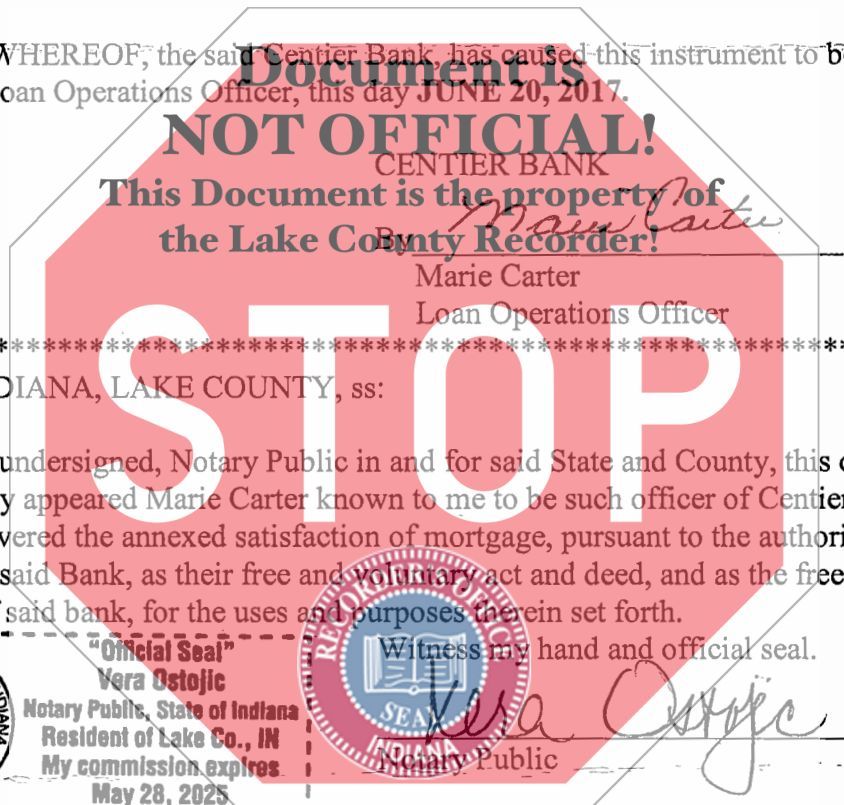 WHEREOF, the said Centier Bank, has caused this instrument to be
oan Operations Officer, this day JUNE 20, 2017.
Document is
NOT OFFICIAL!
This Document is the property of
the Lake County Recorder!
CENTIER BANK
By Marie Carter
Marie Carter
Loan Operations Officer
STOP
DIANA, LAKE COUNTY, ss:
undersigned, Notary Public in and for said State and County, this d
y appeared Marie Carter known to me to be such officer of Centier
vered the annexed satisfaction of mortgage, pursuant to the authori
said Bank, as their free and voluntary act and deed, and as the free
said bank, for the uses and purposes therein set forth.
Witness my hand and official seal.
Vera Ostojic
Notary Public
"Official Seal"
Vera Ostojic
Notary Public, State of Indiana
Resident of Lake Co., IN
My commission expires
May 28, 2025
INDIANA
RECORDER'S OFFICE
SEAL
INDIANA